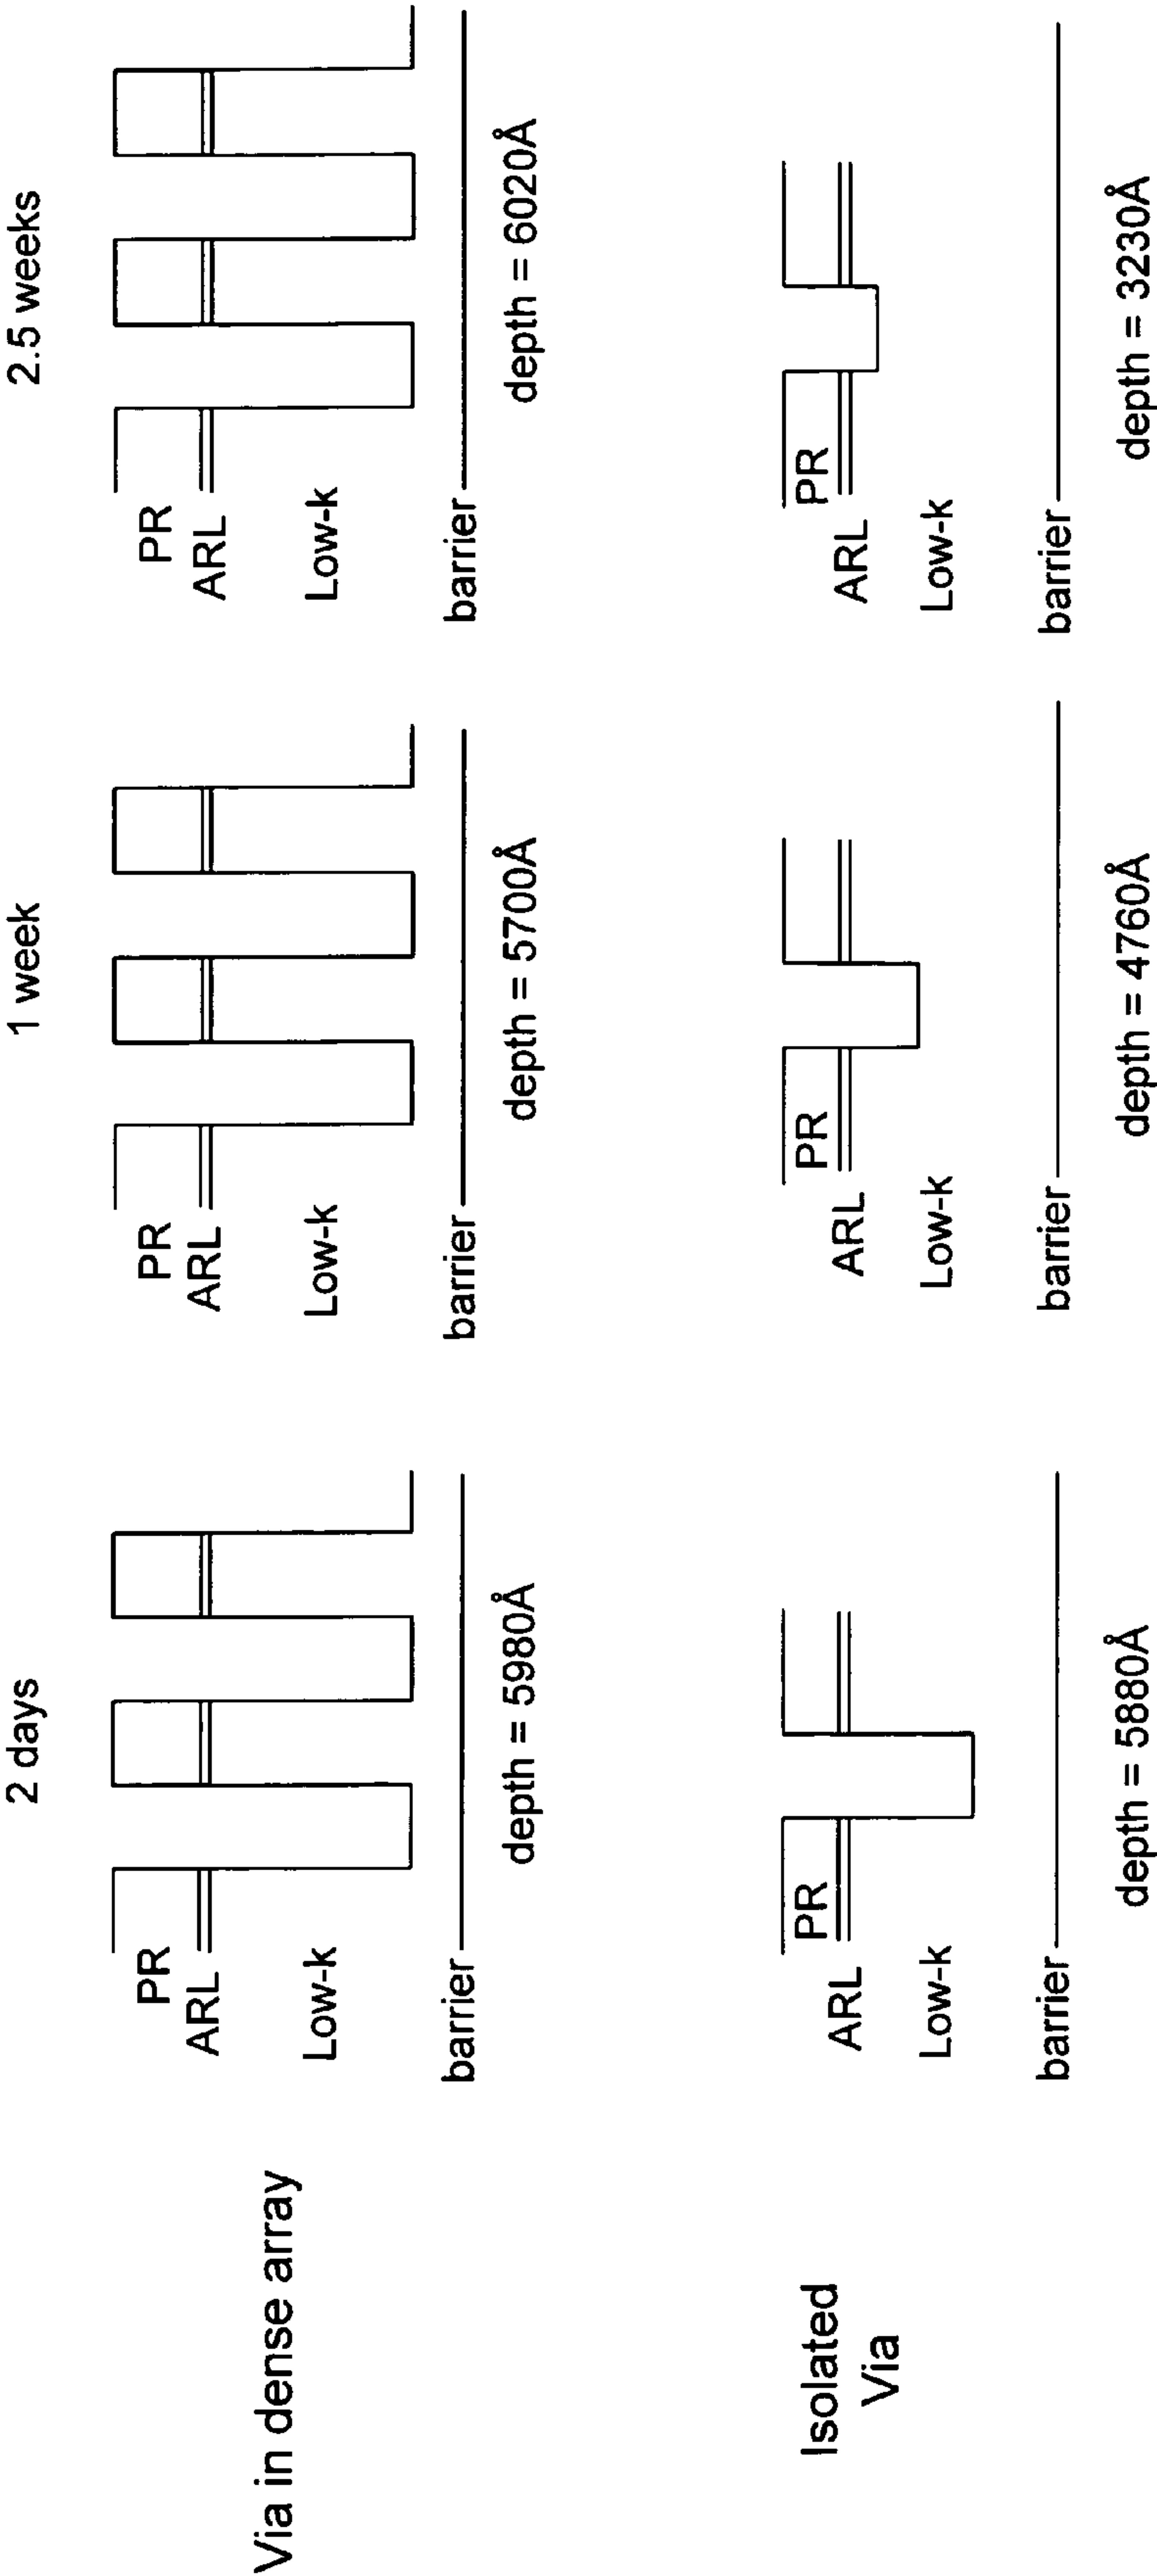 2 days
1 week
2.5 weeks
Via in dense array
PR
ARL
Low-k
barrier
depth = 5980Å
PR
ARL
Low-k
barrier
depth = 5700Å
PR
ARL
Low-k
barrier
depth = 6020Å
Isolated
Via
PR
ARL
Low-k
barrier
depth = 5880Å
PR
ARL
Low-k
barrier
depth = 4760Å
PR
ARL
Low-k
barrier
depth = 3230Å